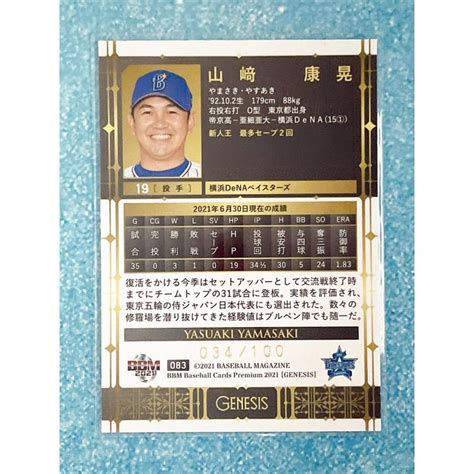 山﨑 康晃
やまさき・やすあき
'92.10.2生 179cm 88kg
右投右打 O型 東京都出身
帝京高－亜細亜大－横浜DeNA(15①)
新人王 最多セーブ2回
19［投手］
横浜DeNAベイスターズ
2021年6月30日現在の成績
G C W L SV HP IP H BB SO ERA
試合 完投 勝利 敗戦 セーブ HP 投球回 被安打 与四球 奪三振 防御率
35 0 3 0 0 19 34⅓ 30 5 24 1.83
復活をかける今季はセットアッパーとして交流戦終了時
までにチームトップの31試合に登板。実績を評価され、
東京五輪の侍ジャパン日本代表にも選出された。数々の
修羅場を潜り抜けてきた経験値はブルペン陣でも随一だ。
YASUAKI YAMASAKI
034/100
BBM
2021
083
©2021 BASEBALL MAGAZINE
BBM Baseball Cards Premium 2021 [GENESIS]
GENESIS